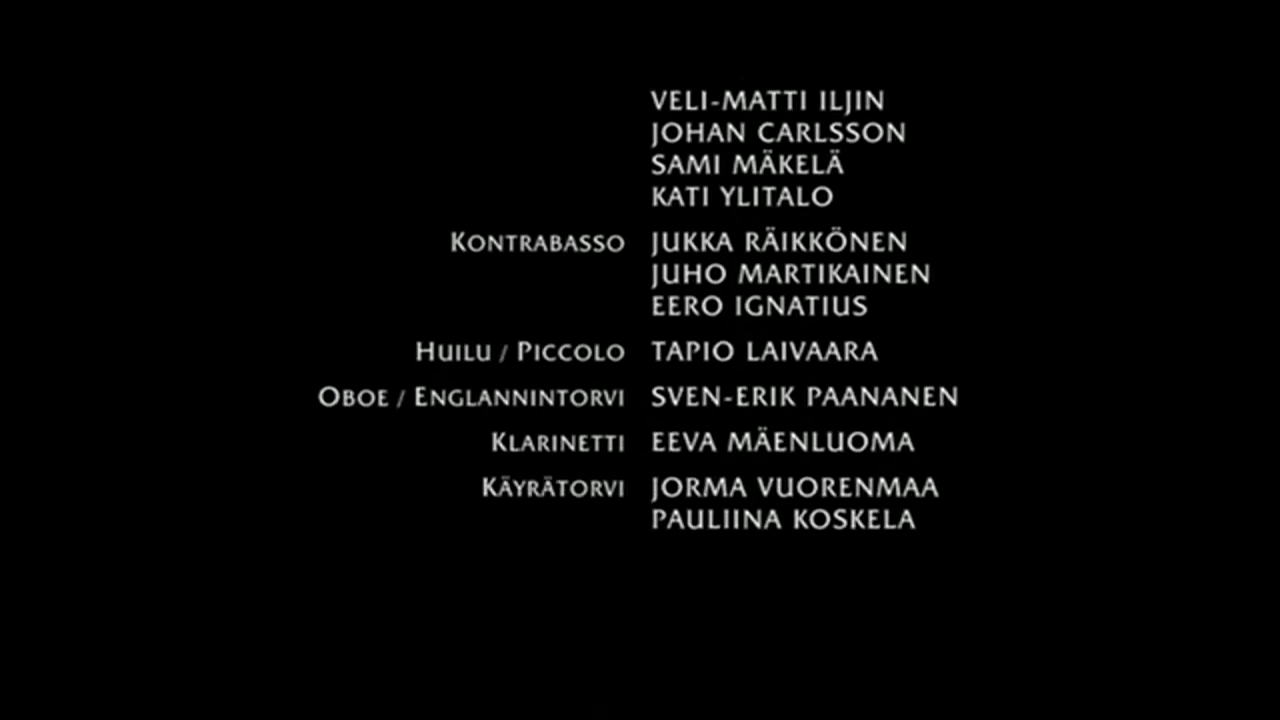 VELI-MATTI ILJIN
JOHAN CARLSSON
SAMI MÄKELÄ
KATI YLITALO
KONTRABASSO JUKKA RÄIKKÖNEN
JUHO MARTIKAINEN
EERO IGNATIUS
HUILU / PICCOLO TAPIO LAIVAARA
OBOE / ENGLANNINTORVI SVEN-ERIK PAANANEN
KLARINETTI EEVA MÄENLUOMA
KÄYRÄTORVI JORMA VUORENMAA
PAULIINA KOSKELA